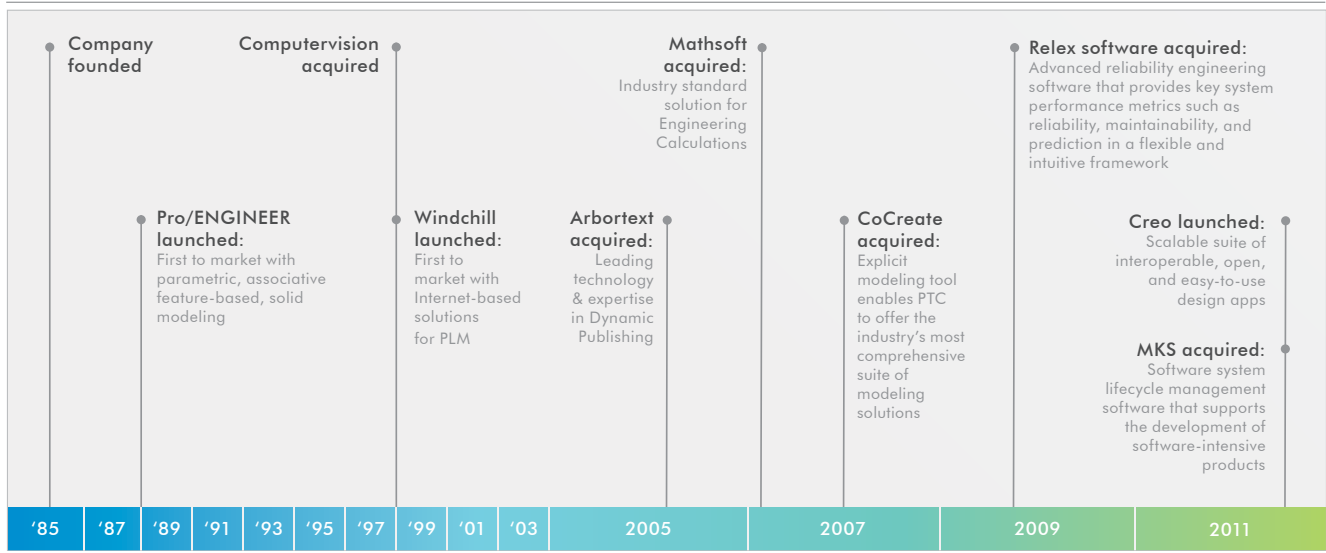 Company
founded
Computervision
acquired
Mathsoft
acquired:
Industry standard
solution for
Engineering
Calculations
Relex software acquired:
Advanced reliability engineering
software that provides key system
performance metrics such as
reliability, maintainability, and
prediction in a flexible and
intuitive framework
Pro/ENGINEER
launched:
First to market with
parametric, associative
feature-based, solid
modeling
Windchill
launched:
First to
market with
Internet-based
solutions
for PLM
Arbortext
acquired:
Leading
technology
& expertise
in Dynamic
Publishing
CoCreate
acquired:
Explicit
modeling tool
enables PTC
to offer the
industry’s most
comprehensive
suite of
modeling
solutions
Creo launched:
Scalable suite of
interoperable, open,
and easy-to-use
design apps
MKS acquired:
Software system
lifecycle management
software that supports
the development of
software-intensive
products
‘85 ‘87 ‘89 ‘91 ‘93 ‘95 ‘97 ‘99 ‘01 ‘03 2005 2007 2009 2011